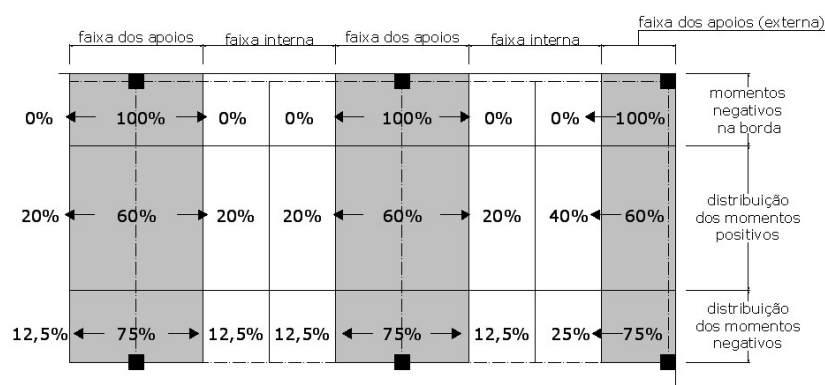 faixa dos apoios (externa)
faixa dos apoios faixa interna faixa dos apoios faixa interna
0% 100% 0% 0% 100% 0% 0% 100%
momentos
negativos
na borda
20% 60% 20% 20% 60% 20% 40% 60%
distribuição
dos momentos
positivos
12,5% 75% 12,5% 12,5% 75% 12,5% 25% 75%
distribuição
dos momentos
negativos